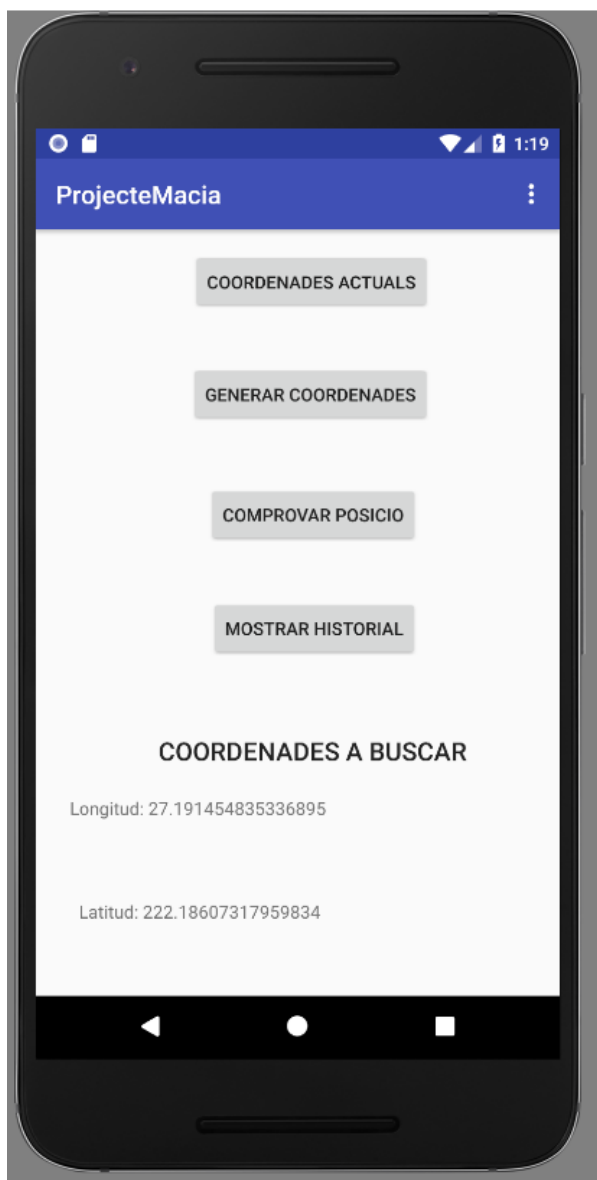 1:19
ProjecteMacia
COORDENADES ACTUALS
GENERAR COORDENADES
COMPROVAR POSICIO
MOSTRAR HISTORIAL
COORDENADES A BUSCAR
Longitud: 27.191454835336895
Latitud: 222.18607317959834